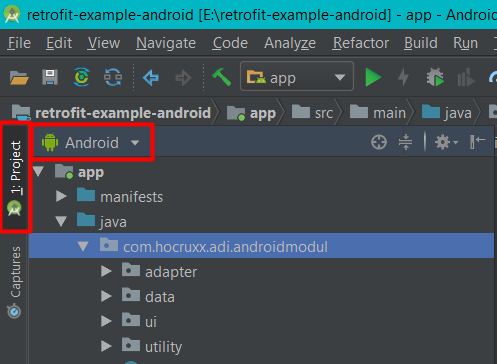 retrofit-example-android [E:\retrofit-example-android] - app - Android
File Edit View Navigate Code Analyze Refactor Build Run
app
retrofit-example-android app src main java
Android
1: Project
app
manifests
java
com.hocruxx.adi.androidmodul
adapter
data
ui
utility
Captures